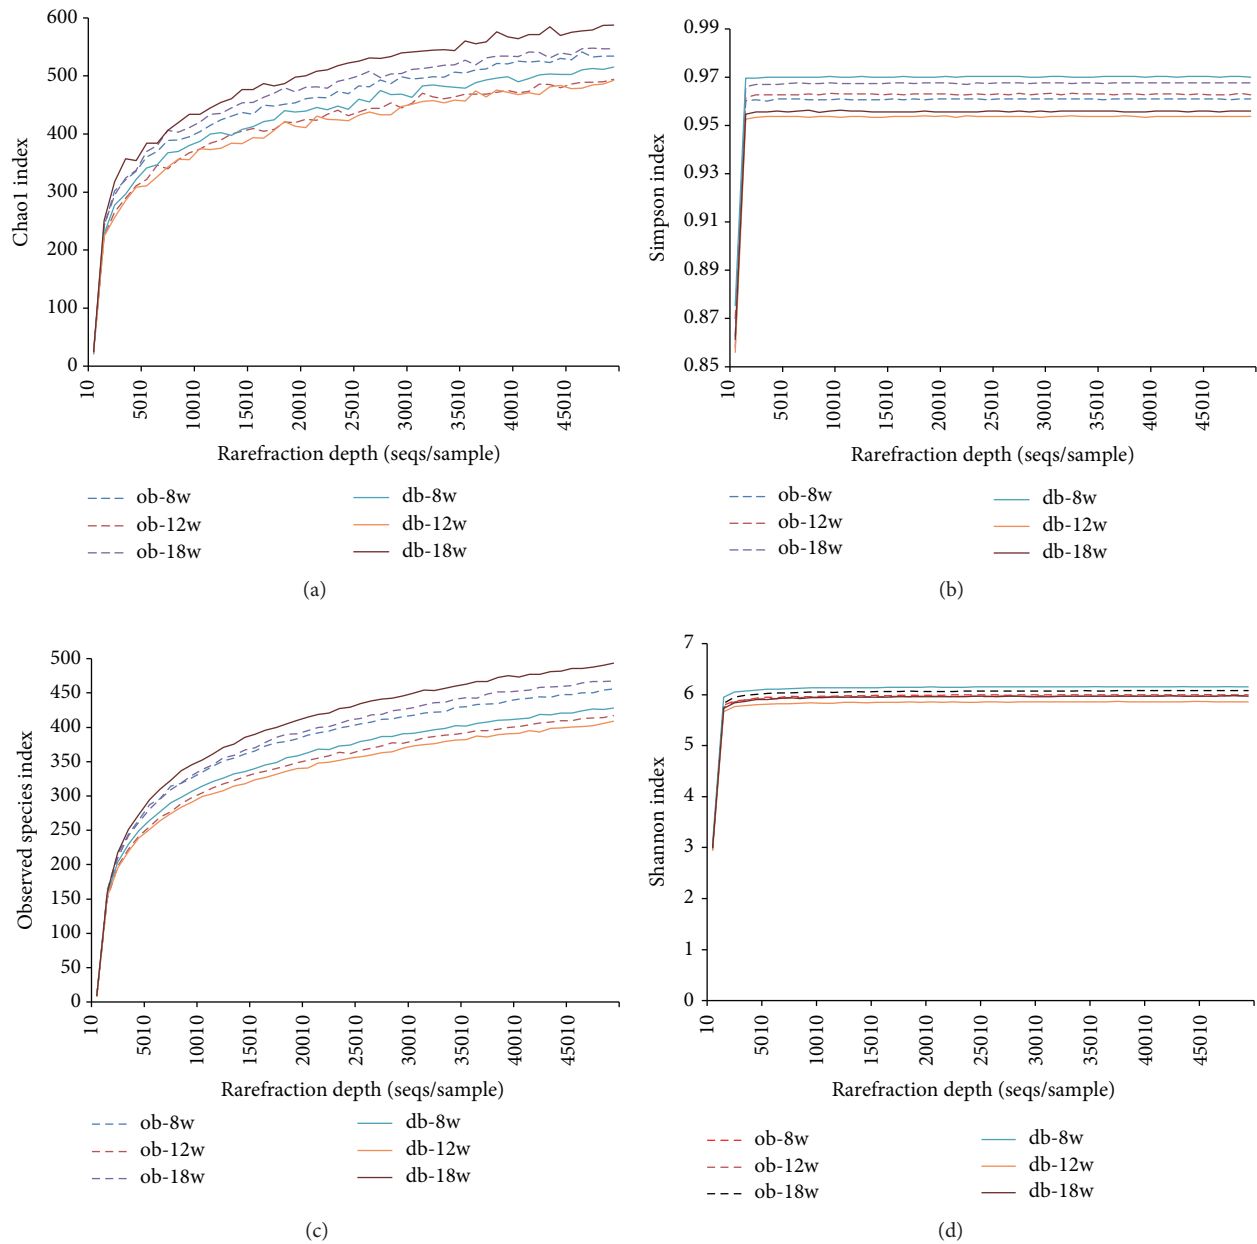 600
500
400
300
200
100
0
Chao1 index
10
5010
10010
15010
20010
25010
30010
35010
40010
45010
Rarefraction depth (seqs/sample)
ob-8w
ob-12w
ob-18w
db-8w
db-12w
db-18w
(a)
0.99
0.97
0.95
0.93
0.91
0.89
0.87
0.85
Simpson index
10
5010
10010
15010
20010
25010
30010
35010
40010
45010
Rarefraction depth (seqs/sample)
ob-8w
ob-12w
ob-18w
db-8w
db-12w
db-18w
(b)
500
450
400
350
300
250
200
150
100
50
0
Observed species index
10
5010
10010
15010
20010
25010
30010
35010
40010
45010
Rarefraction depth (seqs/sample)
ob-8w
ob-12w
ob-18w
db-8w
db-12w
db-18w
(c)
7
6
5
4
3
2
1
0
Shannon index
10
5010
10010
15010
20010
25010
30010
35010
40010
45010
Rarefraction depth (seqs/sample)
ob-8w
ob-12w
ob-18w
db-8w
db-12w
db-18w
(d)